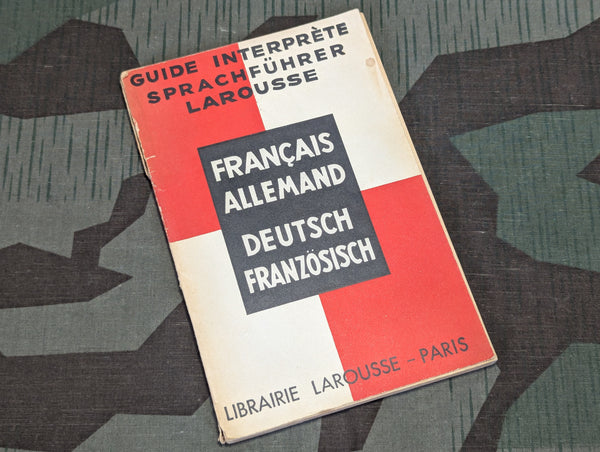 GUIDE INTERPRÈTE
SPRACHFÜHRER
LAROUSSE
FRANÇAIS
ALLEMAND
DEUTSCH
FRANZÖSISCH
LIBRAIRIE LAROUSSE – PARIS